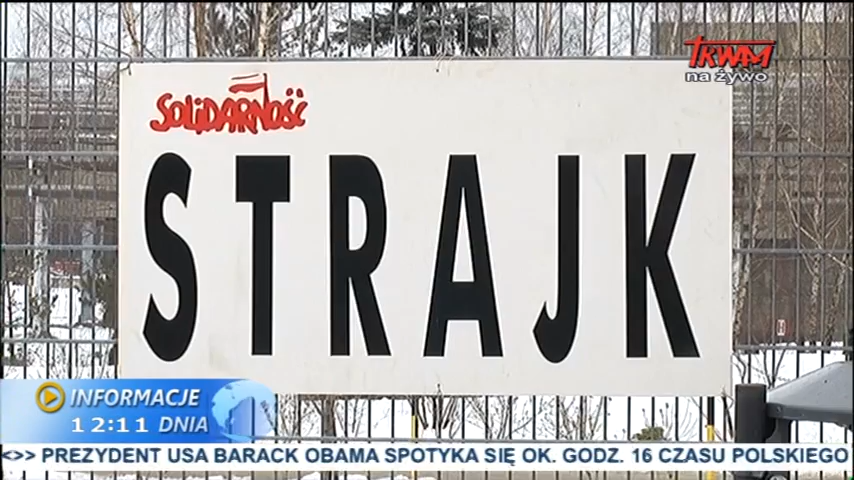 TRWAM
na żywo
SOLIDARNOŚĆ
STRAJK
INFORMACJE
12:11 DNIA
<>> PREZYDENT USA BARACK OBAMA SPOTYKA SIĘ OK. GODZ. 16 CZASU POLSKIEGO